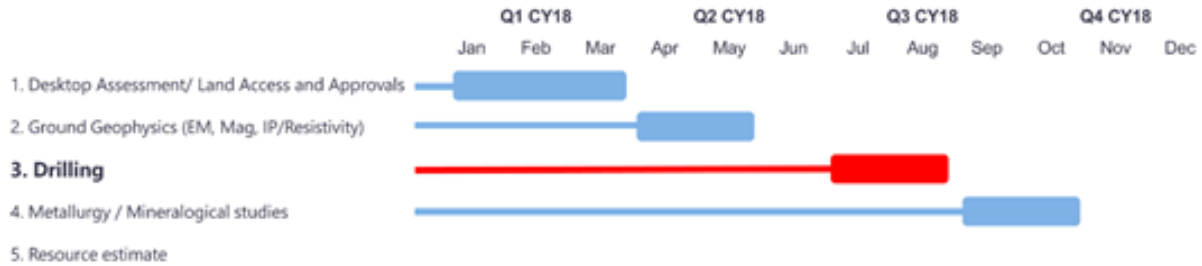 Q1 CY18 Q2 CY18 Q3 CY18 Q4 CY18
Jan Feb Mar Apr May Jun Jul Aug Sep Oct Nov Dec
1. Desktop Assessment/ Land Access and Approvals
2. Ground Geophysics (EM, Mag, IP/Resistivity)
3. Drilling
4. Metallurgy / Mineralogical studies
5. Resource estimate